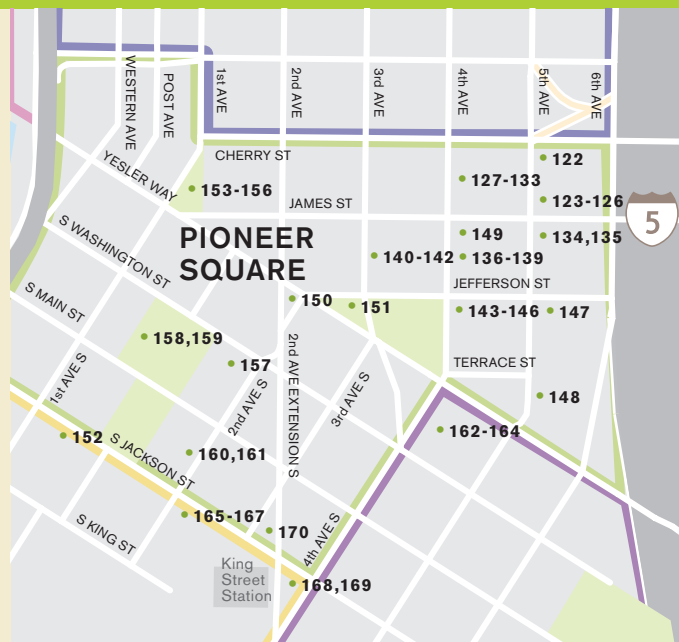 WESTERN AVE
POST AVE
1st AVE
2nd AVE
3rd AVE
4th AVE
5th AVE
6th AVE
CHERRY ST
122
YESLER WAY
127-133
153-156
123-126
JAMES ST
5
PIONEER
SQUARE
149
134,135
S WASHINGTON ST
140-142
136-139
JEFFERSON ST
S MAIN ST
150
151
143-146
147
158,159
2nd AVE EXTENSION S
157
TERRACE ST
1st AVE S
2nd AVE S
3rd AVE S
148
152
S JACKSON ST
160,161
162-164
165-167
S KING ST
170
4th AVE S
King
Street
Station
168,169